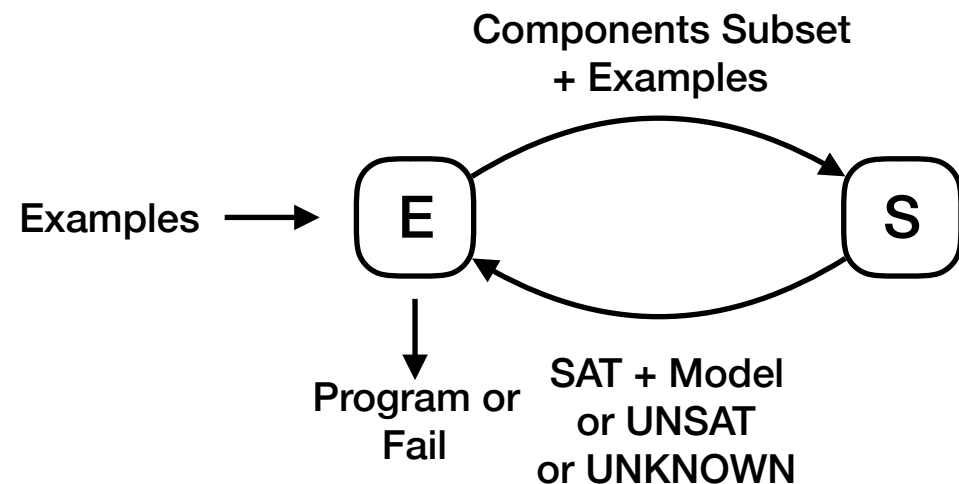 Components Subset
+ Examples
Examples
E
S
Program or
Fail
SAT + Model
or UNSAT
or UNKNOWN